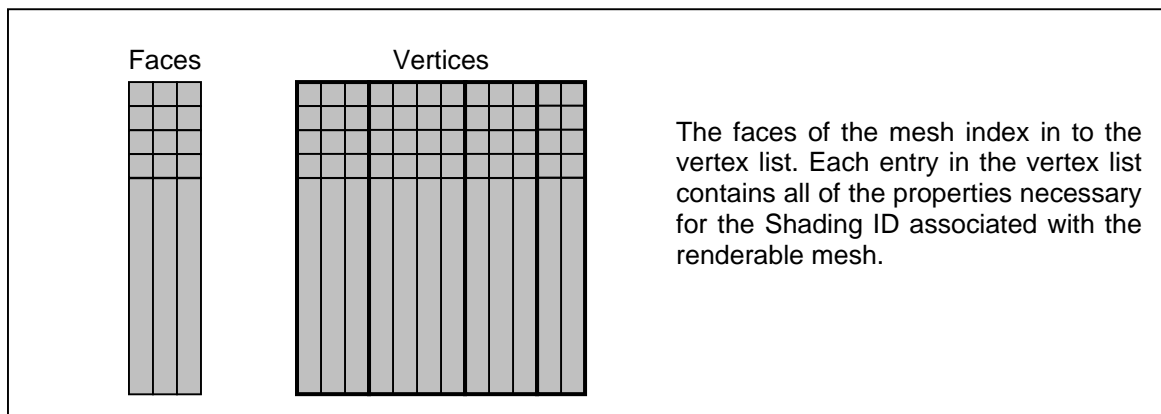 Faces
Vertices
The faces of the mesh index in to the
vertex list. Each entry in the vertex list
contains all of the properties necessary
for the Shading ID associated with the
renderable mesh.